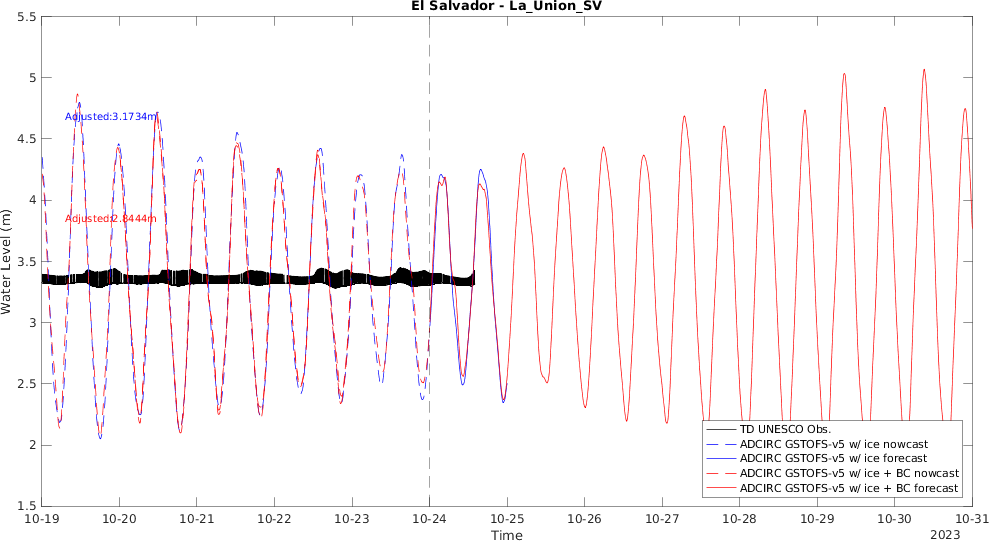 El Salvador - La_Union_SV
5.5
5
4.5
4
3.5
3
2.5
2
1.5
Water Level (m)
Adjusted:3.1734m
Adjusted:2.8444m
TD UNESCO Obs.
ADCIRC GSTOFS-v5 w/ ice nowcast
ADCIRC GSTOFS-v5 w/ ice forecast
ADCIRC GSTOFS-v5 w/ ice + BC nowcast
ADCIRC GSTOFS-v5 w/ ice + BC forecast
10-19 10-20 10-21 10-22 10-23 10-24 10-25 10-26 10-27 10-28 10-29 10-30 10-31
Time
2023